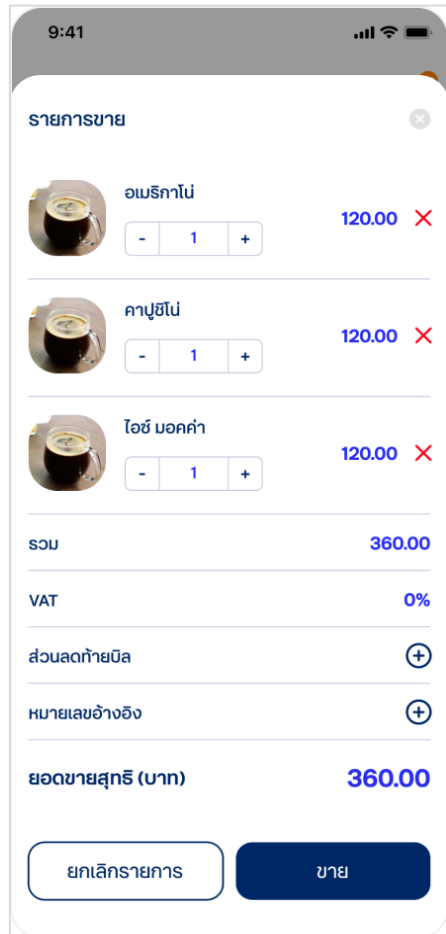 9:41
รายการขาย
อเมริกาโน่
- 1 +
120.00
คาปูชิโน่
- 1 +
120.00
ไอซ์ มอคค่า
- 1 +
120.00
รวม 360.00
VAT 0%
ส่วนลดท้ายบิล
หมายเลขอ้างอิง
ยอดขายสุทธิ (บาท) 360.00
ยกเลิกรายการ ขาย